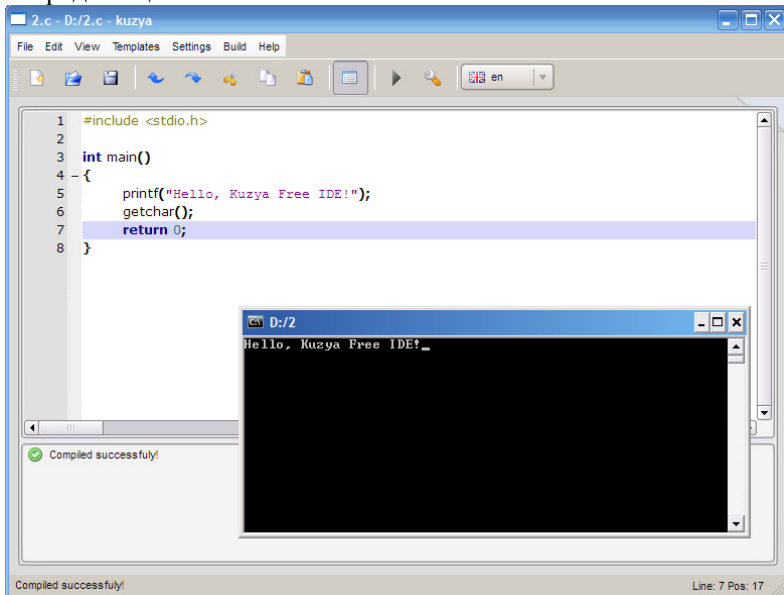 2.c - D:/2.c - kuzya
File Edit View Templates Settings Build Help
en
1 #include <stdio.h>
2
3 int main()
4 {
5 printf("Hello, Kuzya Free IDE!");
6 getchar();
7 return 0;
8 }
D:/2
Hello, Kuzya Free IDE!_
Compiled successfuly!
Compiled successfuly! Line: 7 Pos: 17